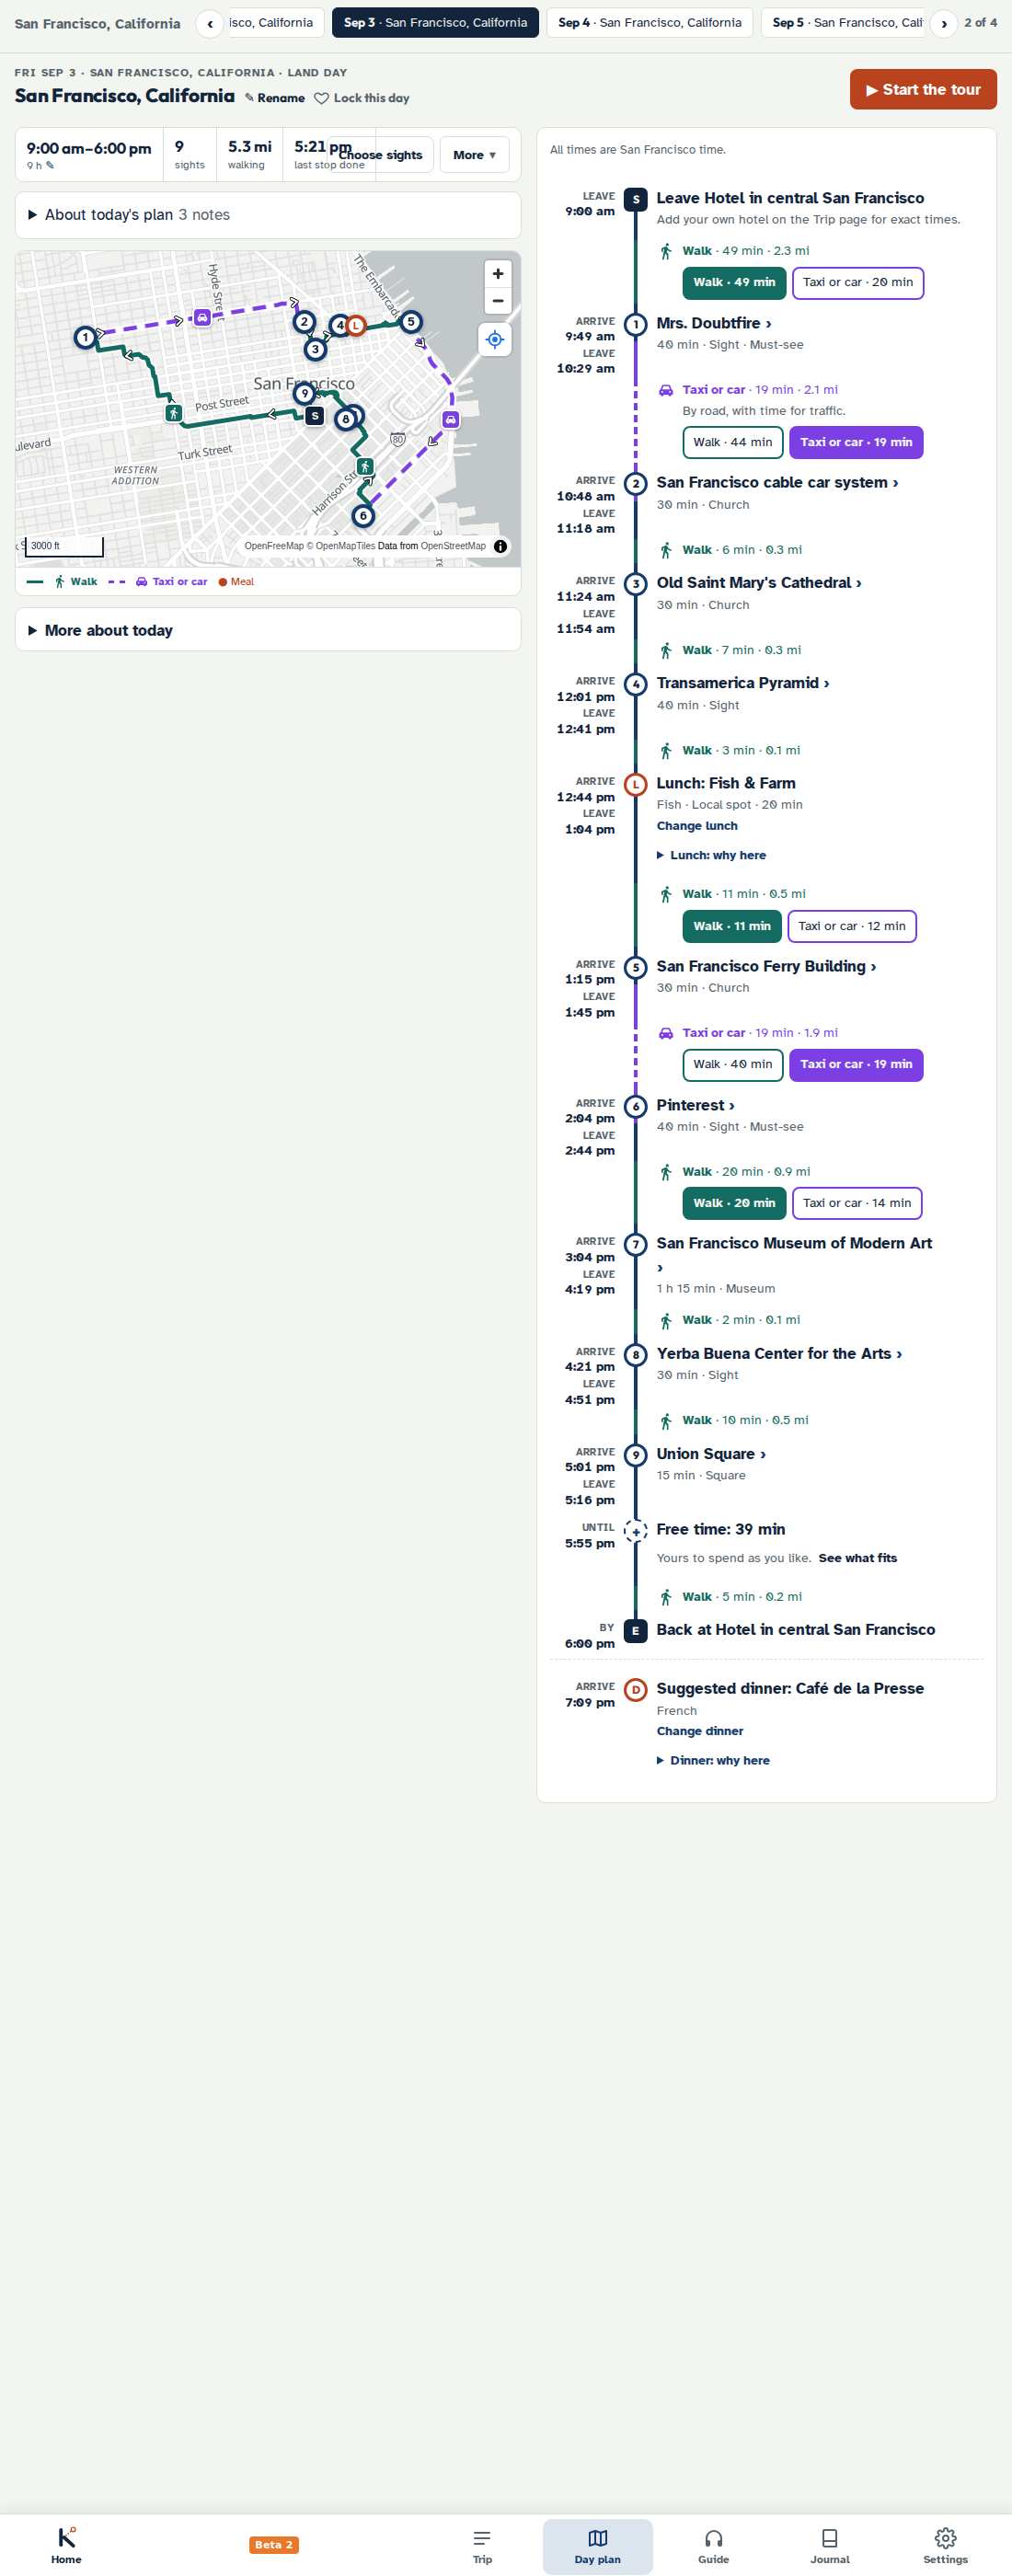 San Francisco, California
‹
isco, California
Sep 3 · San Francisco, California
Sep 4 · San Francisco, California
Sep 5 · San Francisco, Cali
›
2 of 4
FRI SEP 3 · SAN FRANCISCO, CALIFORNIA · LAND DAY
San Francisco, California
✎ Rename
Lock this day
▶ Start the tour
9:00 am–6:00 pm
9 h ✎
9
sights
5.3 mi
walking
5:21 pm
last stop done
Choose sights
More ▾
▶ About today's plan 3 notes
Hyde Street
The Embarcad
San Francisco
Post Street
Turk Street
ulevard
WESTERN
ADDITION
Harrison Str
80
1
2
3
4
L
5
9
S
8
6
+
−
3000 ft
OpenFreeMap © OpenMapTiles Data from OpenStreetMap
Walk
Taxi or car
Meal
▶ More about today
All times are San Francisco time.
LEAVE
9:00 am
S
Leave Hotel in central San Francisco
Add your own hotel on the Trip page for exact times.
Walk · 49 min · 2.3 mi
Walk · 49 min
Taxi or car · 20 min
ARRIVE
9:49 am
LEAVE
10:29 am
1
Mrs. Doubtfire ›
40 min · Sight · Must-see
Taxi or car · 19 min · 2.1 mi
By road, with time for traffic.
Walk · 44 min
Taxi or car · 19 min
ARRIVE
10:48 am
LEAVE
11:18 am
2
San Francisco cable car system ›
30 min · Church
Walk · 6 min · 0.3 mi
ARRIVE
11:24 am
LEAVE
11:54 am
3
Old Saint Mary's Cathedral ›
30 min · Church
Walk · 7 min · 0.3 mi
ARRIVE
12:01 pm
LEAVE
12:41 pm
4
Transamerica Pyramid ›
40 min · Sight
Walk · 3 min · 0.1 mi
ARRIVE
12:44 pm
LEAVE
1:04 pm
L
Lunch: Fish & Farm
Fish · Local spot · 20 min
Change lunch
▶ Lunch: why here
Walk · 11 min · 0.5 mi
Walk · 11 min
Taxi or car · 12 min
ARRIVE
1:15 pm
LEAVE
1:45 pm
5
San Francisco Ferry Building ›
30 min · Church
Taxi or car · 19 min · 1.9 mi
Walk · 40 min
Taxi or car · 19 min
ARRIVE
2:04 pm
LEAVE
2:44 pm
6
Pinterest ›
40 min · Sight · Must-see
Walk · 20 min · 0.9 mi
Walk · 20 min
Taxi or car · 14 min
ARRIVE
3:04 pm
LEAVE
4:19 pm
7
San Francisco Museum of Modern Art
›
1 h 15 min · Museum
Walk · 2 min · 0.1 mi
ARRIVE
4:21 pm
LEAVE
4:51 pm
8
Yerba Buena Center for the Arts ›
30 min · Sight
Walk · 10 min · 0.5 mi
ARRIVE
5:01 pm
LEAVE
5:16 pm
9
Union Square ›
15 min · Square
UNTIL
5:55 pm
+
Free time: 39 min
Yours to spend as you like. See what fits
Walk · 5 min · 0.2 mi
BY
6:00 pm
E
Back at Hotel in central San Francisco
ARRIVE
7:09 pm
D
Suggested dinner: Café de la Presse
French
Change dinner
▶ Dinner: why here
Home
Beta 2
Trip
Day plan
Guide
Journal
Settings